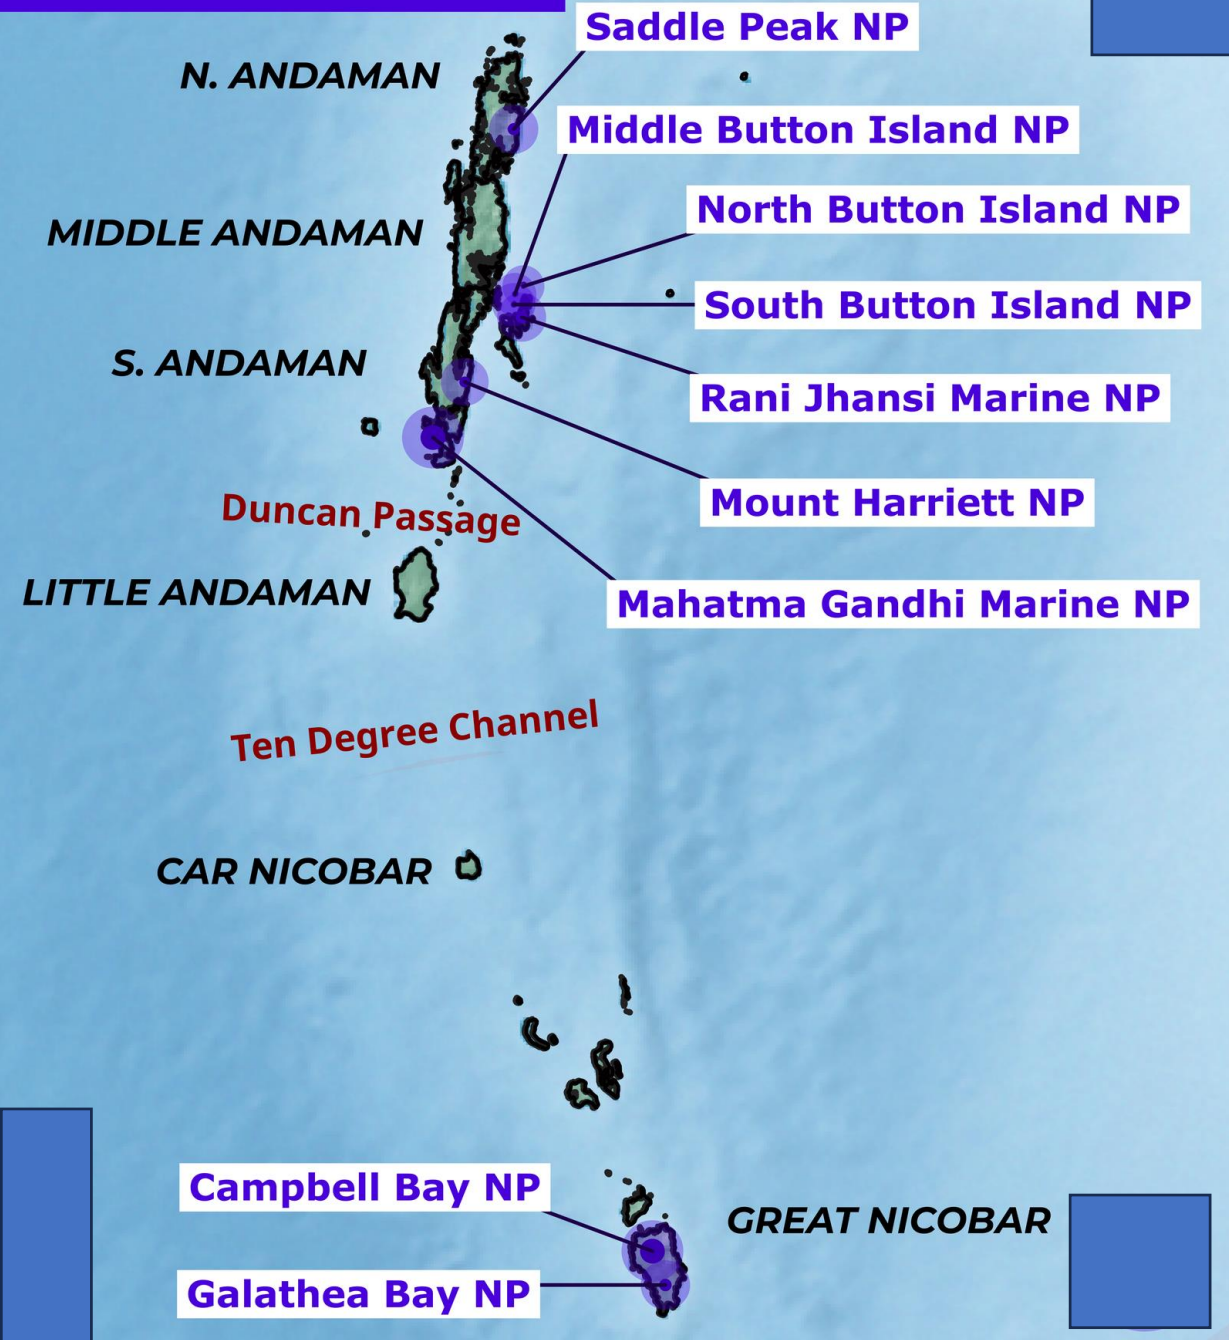 Saddle Peak NP
N. ANDAMAN
Middle Button Island NP
North Button Island NP
MIDDLE ANDAMAN
South Button Island NP
S. ANDAMAN
Rani Jhansi Marine NP
Mount Harriett NP
Duncan Passage
LITTLE ANDAMAN
Mahatma Gandhi Marine NP
Ten Degree Channel
CAR NICOBAR
Campbell Bay NP
GREAT NICOBAR
Galathea Bay NP